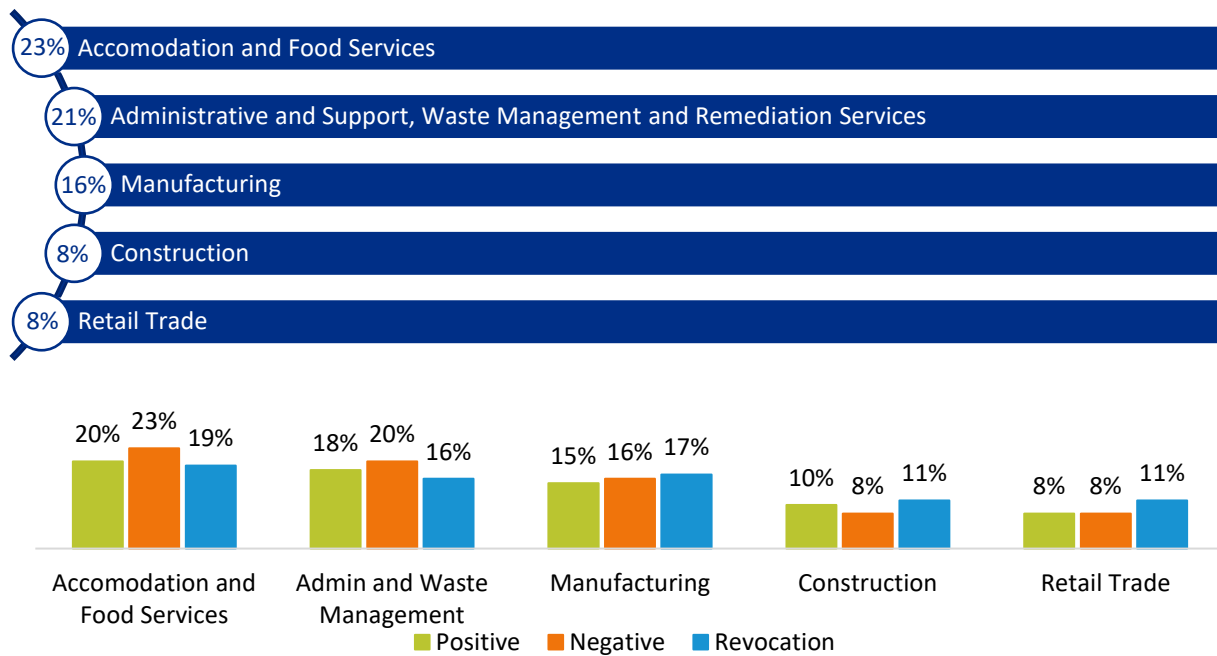 23% Accomodation and Food Services
21% Administrative and Support, Waste Management and Remediation Services
16% Manufacturing
8% Construction
8% Retail Trade
20% 23% 19% 18% 20% 16% 15% 16% 17% 10% 8% 11% 8% 8% 11%
Accomodation and Food Services
Admin and Waste Management
Manufacturing
Construction
Retail Trade
Positive Negative Revocation